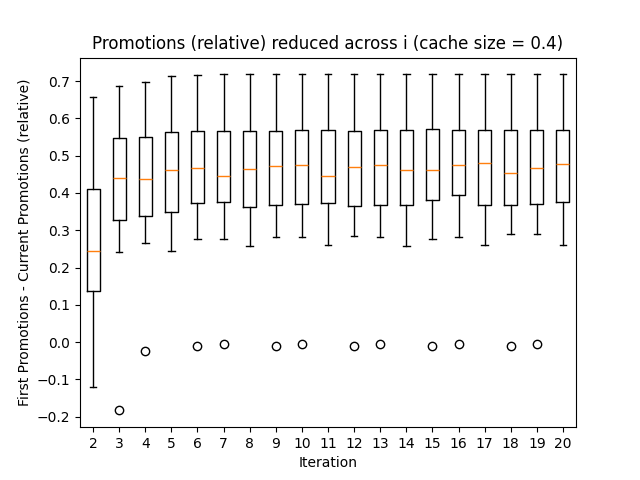 Promotions (relative) reduced across i (cache size = 0.4)
First Promotions - Current Promotions (relative)
0.7
0.6
0.5
0.4
0.3
0.2
0.1
0.0
−0.1
−0.2
2 3 4 5 6 7 8 9 10 11 12 13 14 15 16 17 18 19 20
Iteration